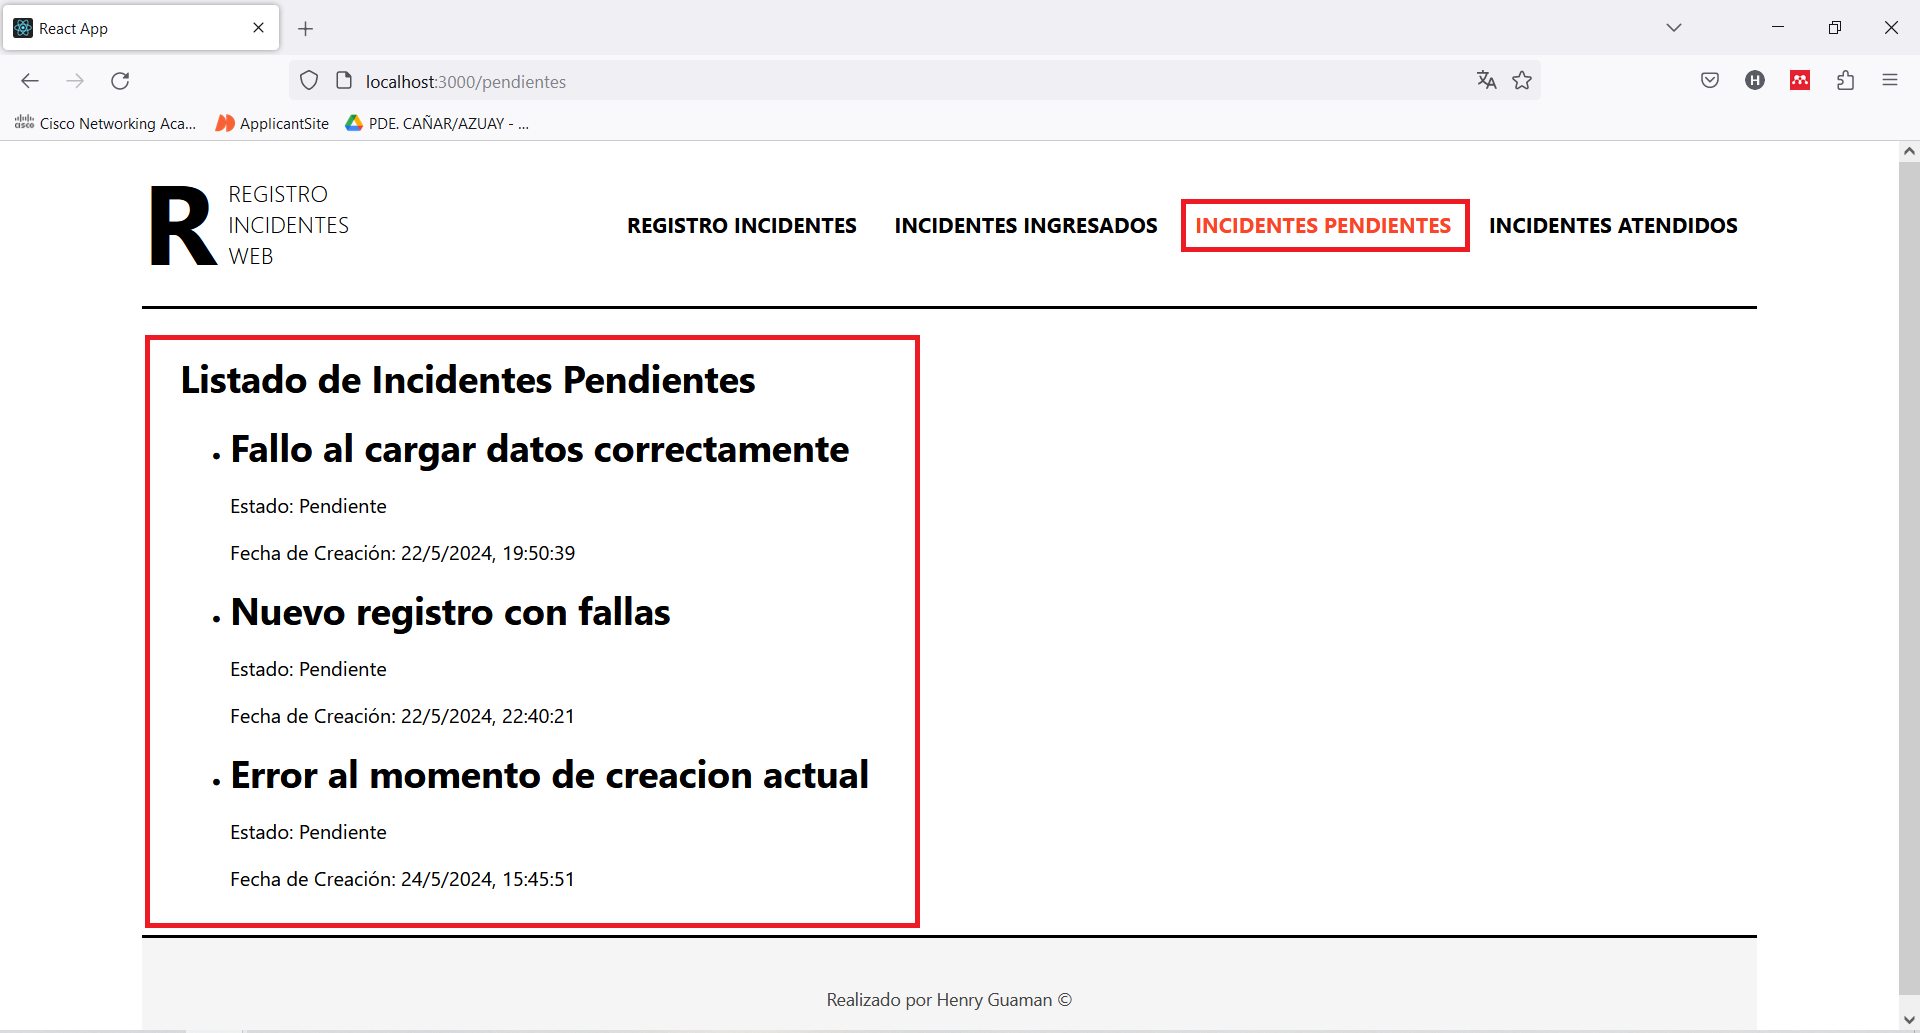 React App
localhost:3000/pendientes
Cisco Networking Aca...
ApplicantSite
PDE. CAÑAR/AZUAY - ...
R
REGISTRO
INCIDENTES
WEB
REGISTRO INCIDENTES
INCIDENTES INGRESADOS
INCIDENTES PENDIENTES
INCIDENTES ATENDIDOS
Listado de Incidentes Pendientes
• Fallo al cargar datos correctamente
Estado: Pendiente
Fecha de Creación: 22/5/2024, 19:50:39
• Nuevo registro con fallas
Estado: Pendiente
Fecha de Creación: 22/5/2024, 22:40:21
• Error al momento de creacion actual
Estado: Pendiente
Fecha de Creación: 24/5/2024, 15:45:51
Realizado por Henry Guaman ©